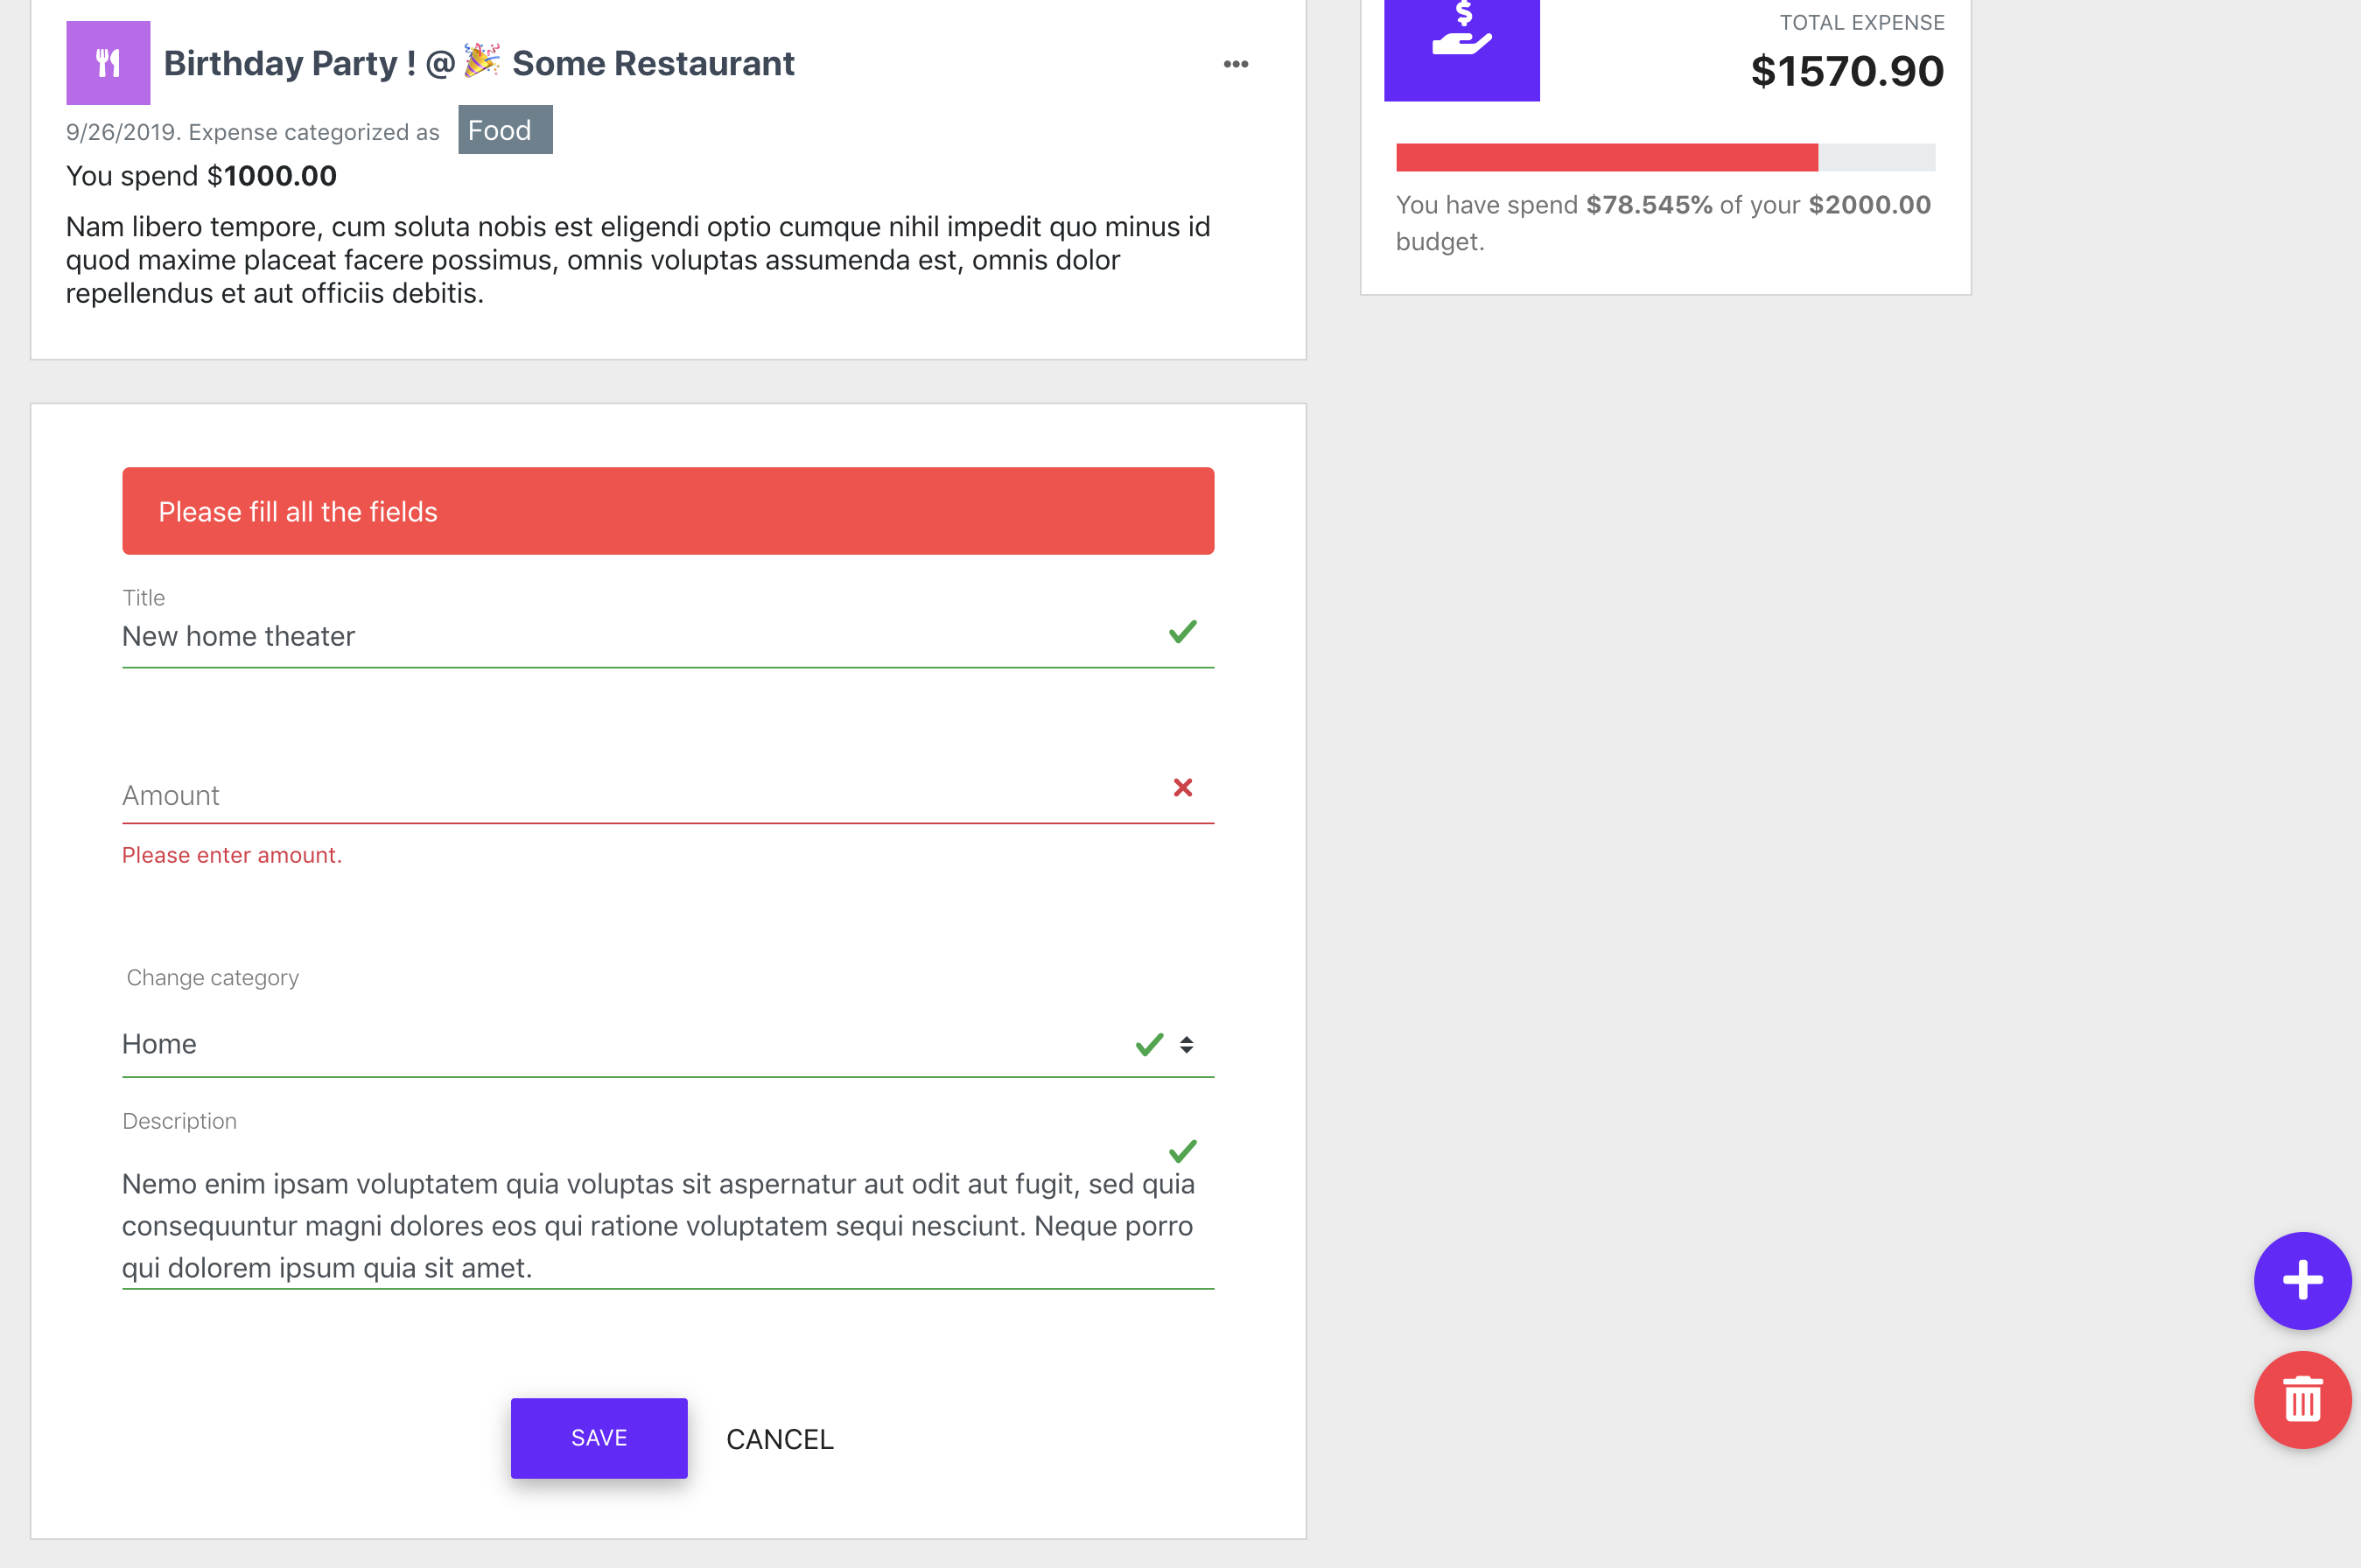 Birthday Party ! @🎉 Some Restaurant
9/26/2019. Expense categorized as Food
You spend $1000.00
Nam libero tempore, cum soluta nobis est eligendi optio cumque nihil impedit quo minus id
quod maxime placeat facere possimus, omnis voluptas assumenda est, omnis dolor
repellendus et aut officiis debitis.
TOTAL EXPENSE
$1570.90
You have spend $78.545% of your $2000.00
budget.
Please fill all the fields
Title
New home theater
Amount
Please enter amount.
Change category
Home
Description
Nemo enim ipsam voluptatem quia voluptas sit aspernatur aut odit aut fugit, sed quia
consequuntur magni dolores eos qui ratione voluptatem sequi nesciunt. Neque porro
qui dolorem ipsum quia sit amet.
SAVE CANCEL